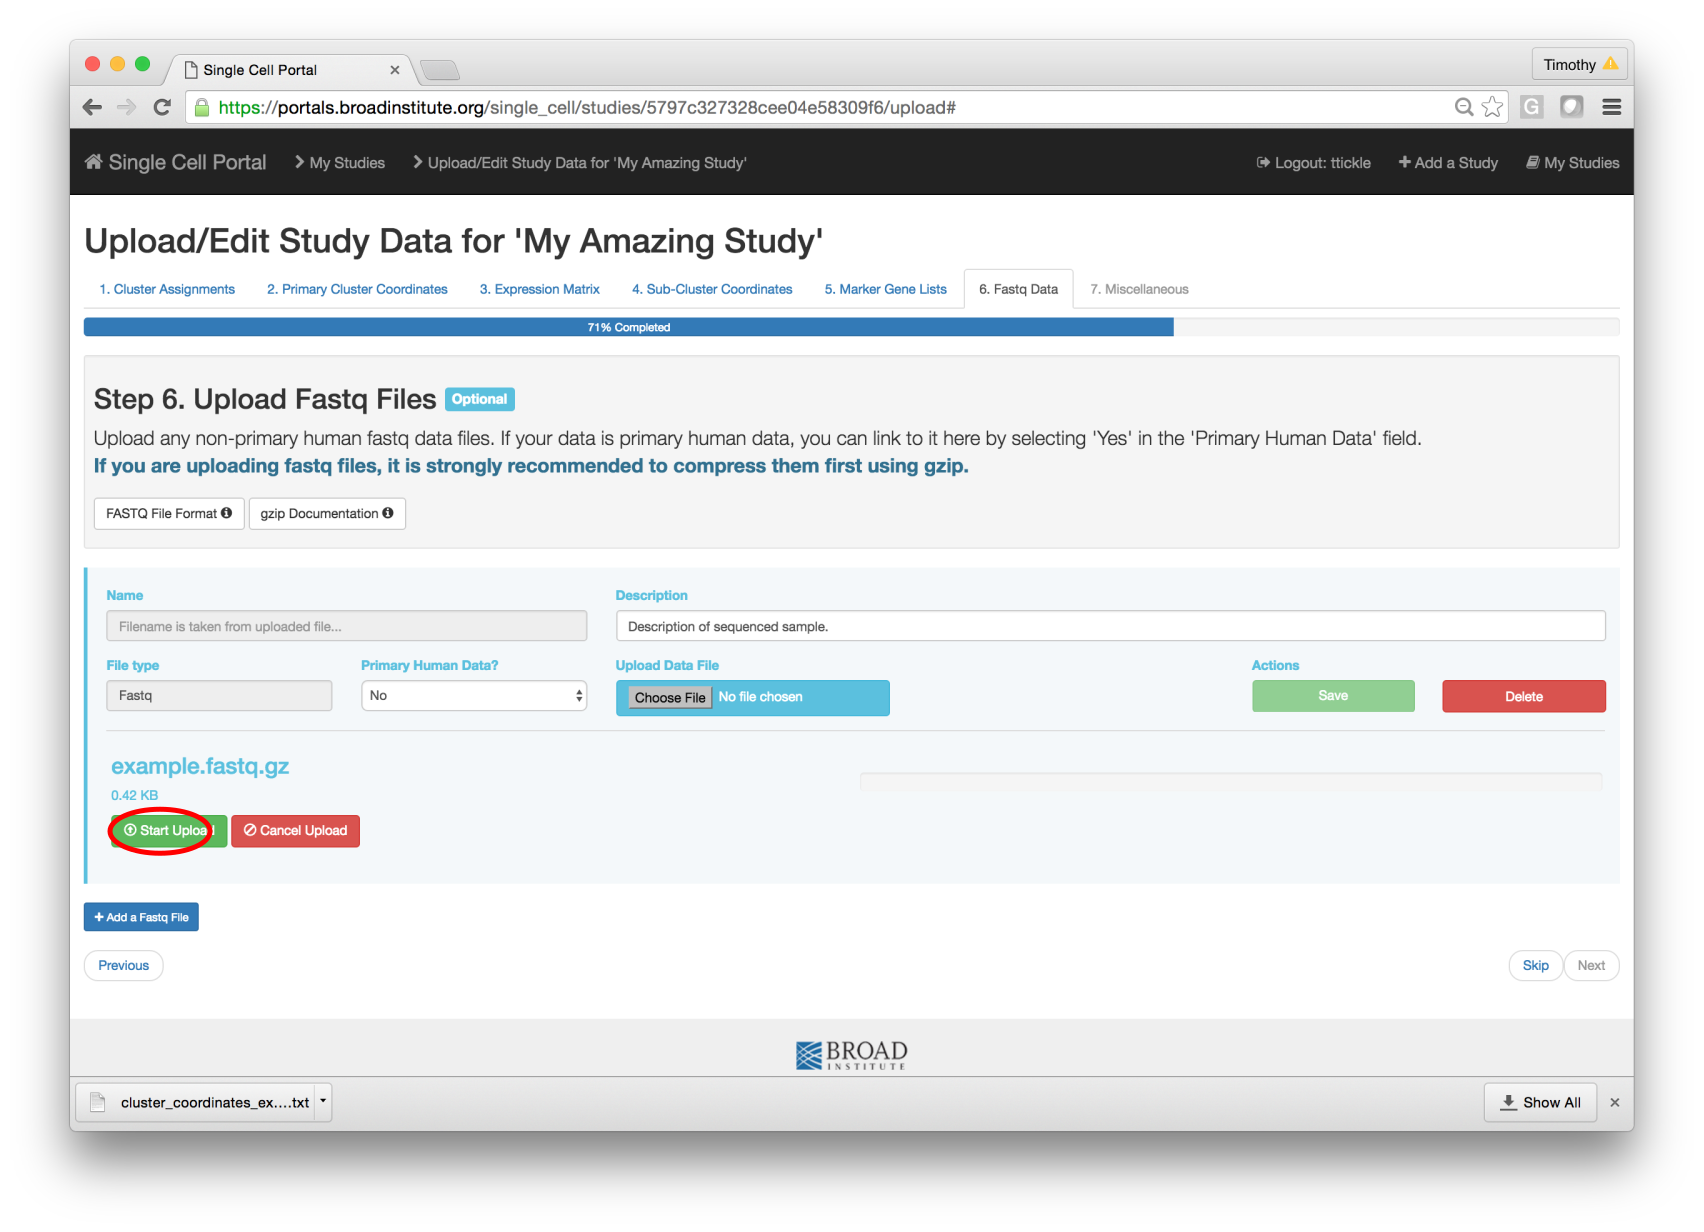 Single Cell Portal
Timothy
https://portals.broadinstitute.org/single_cell/studies/5797c327328cee04e58309f6/upload#
G
Single Cell Portal My Studies Upload/Edit Study Data for 'My Amazing Study' Logout: ttickle + Add a Study My Studies
Upload/Edit Study Data for 'My Amazing Study'
1. Cluster Assignments 2. Primary Cluster Coordinates 3. Expression Matrix 4. Sub-Cluster Coordinates 5. Marker Gene Lists 6. Fastq Data 7. Miscellaneous
71% Completed
Step 6. Upload Fastq Files Optional
Upload any non-primary human fastq data files. If your data is primary human data, you can link to it here by selecting 'Yes' in the 'Primary Human Data' field.
If you are uploading fastq files, it is strongly recommended to compress them first using gzip.
FASTQ File Format gzip Documentation
Name Description
Filename is taken from uploaded file... Description of sequenced sample.
File type Primary Human Data? Upload Data File Actions
Fastq No Choose File No file chosen Save Delete
example.fastq.gz
0.42 KB
Start Upload Cancel Upload
+ Add a Fastq File
Previous Skip Next
BROAD
INSTITUTE
cluster_coordinates_ex....txt Show All